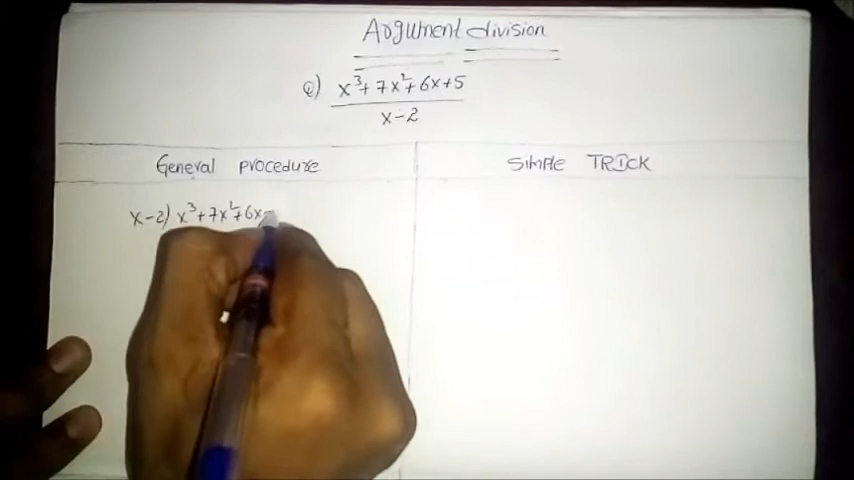 Argument division
Q) x³+7x²+6x+5
x-2
General procedure
SiMPLE TRICK
x-2) x³+7x²+6x